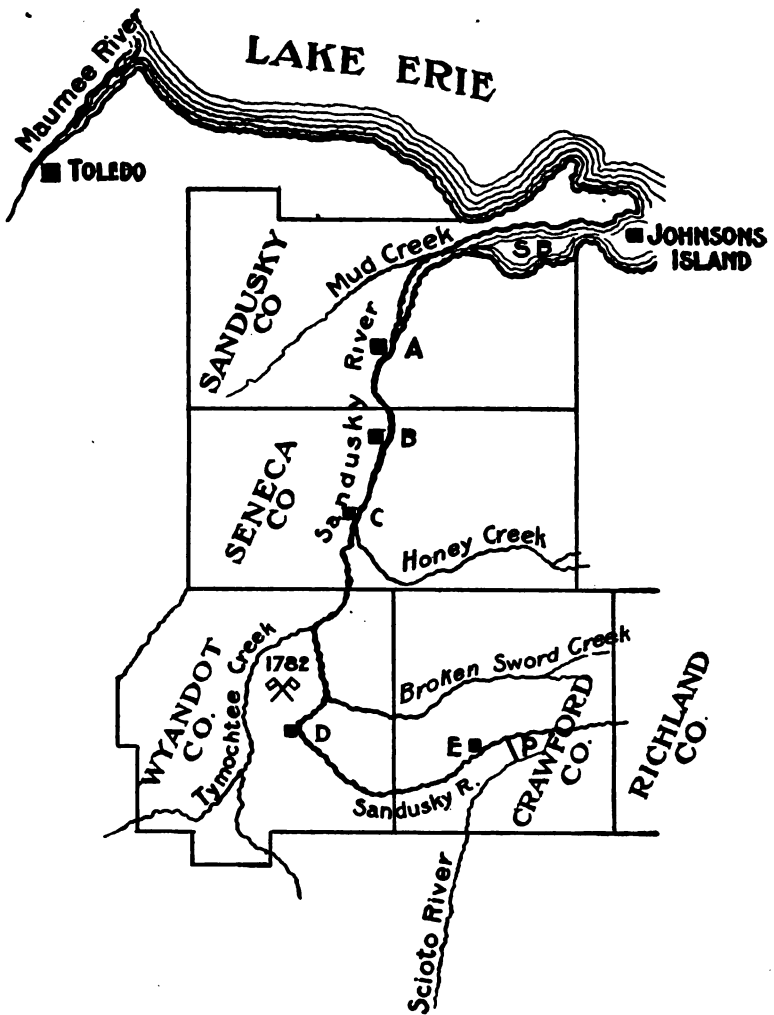 LAKE ERIE
Maumee River
TOLEDO
Mud Creek
S B
JOHNSONS
ISLAND
SANDUSKY
CO
A
Sandusky River
B
SENECA
CO
C
Honey Creek
Tymochtee Creek
1782
Broken Sword Creek
WYANDOT
CO.
D
E
P
CRAWFORD
CO.
RICHLAND
CO.
Sandusky R.
Scioto River